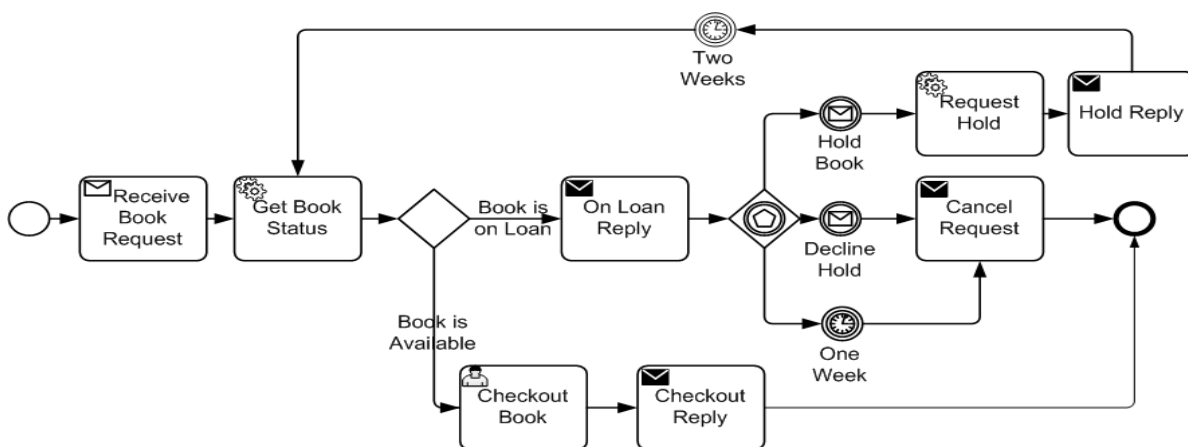 Two
Weeks
Request
Hold
Hold Reply
Hold
Book
Receive
Book
Request
Get Book
Status
Book is
on Loan
On Loan
Reply
Decline
Hold
Cancel
Request
One
Week
Book is
Available
Checkout
Book
Checkout
Reply